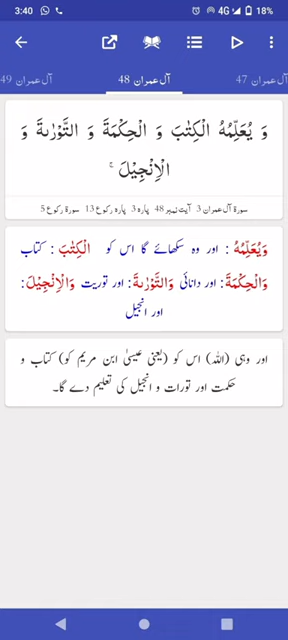 3:40 4G 18%
49 آل عمران 48 آل عمران 47 آل عمران
وَ يُعَلِّمُهُ الْكِتٰبَ وَ الْحِكْمَةَ وَ التَّوْرٰىةَ وَ
الْاِنْجِيْلَۚ
سورۃ آل عمران 3 آیت نمبر 48 پارہ 3 پارہ رکوع 13 سورۃ رکوع 5
وَيُعَلِّمُهُ : اور وہ سکھائے گا اس کو الْكِتٰبَ : کتاب
وَالْحِكْمَةَ : اور دانائی وَالتَّوْرٰىةَ : اور توریت وَالْاِنْجِيْلَ :
اور انجیل
اور وہی (اللہ) اس کو (یعنی عیسیٰ ابن مریم کو) کتاب و
حکمت اور تورات و انجیل کی تعلیم دے گا۔